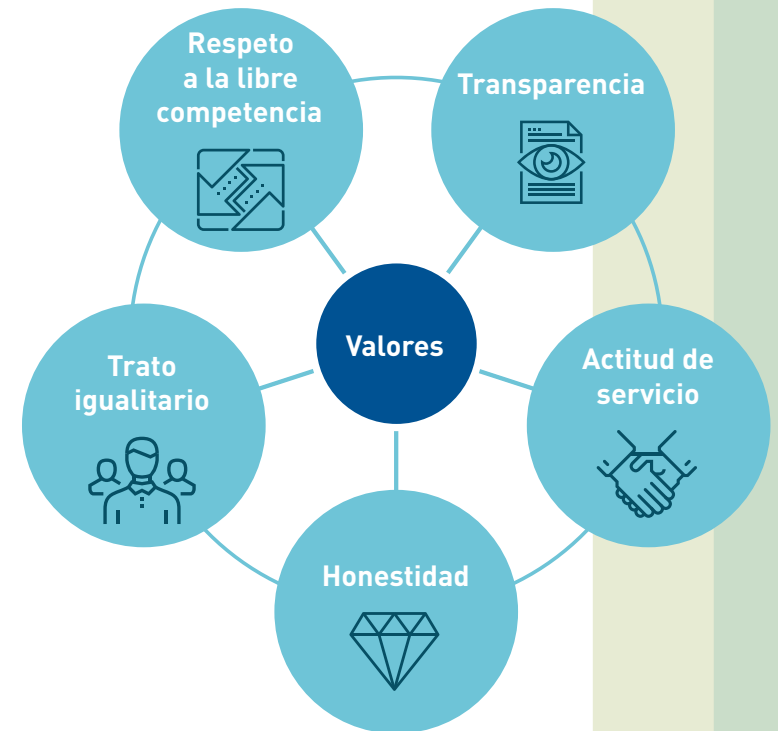 Respeto
a la libre
competencia
Transparencia
Valores
Trato
igualitario
Actitud de
servicio
Honestidad